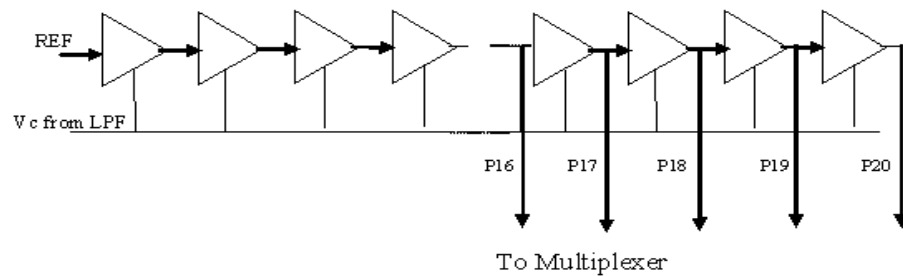 REF
Vc from LPF
P16 P17 P18 P19 P20
To Multiplexer